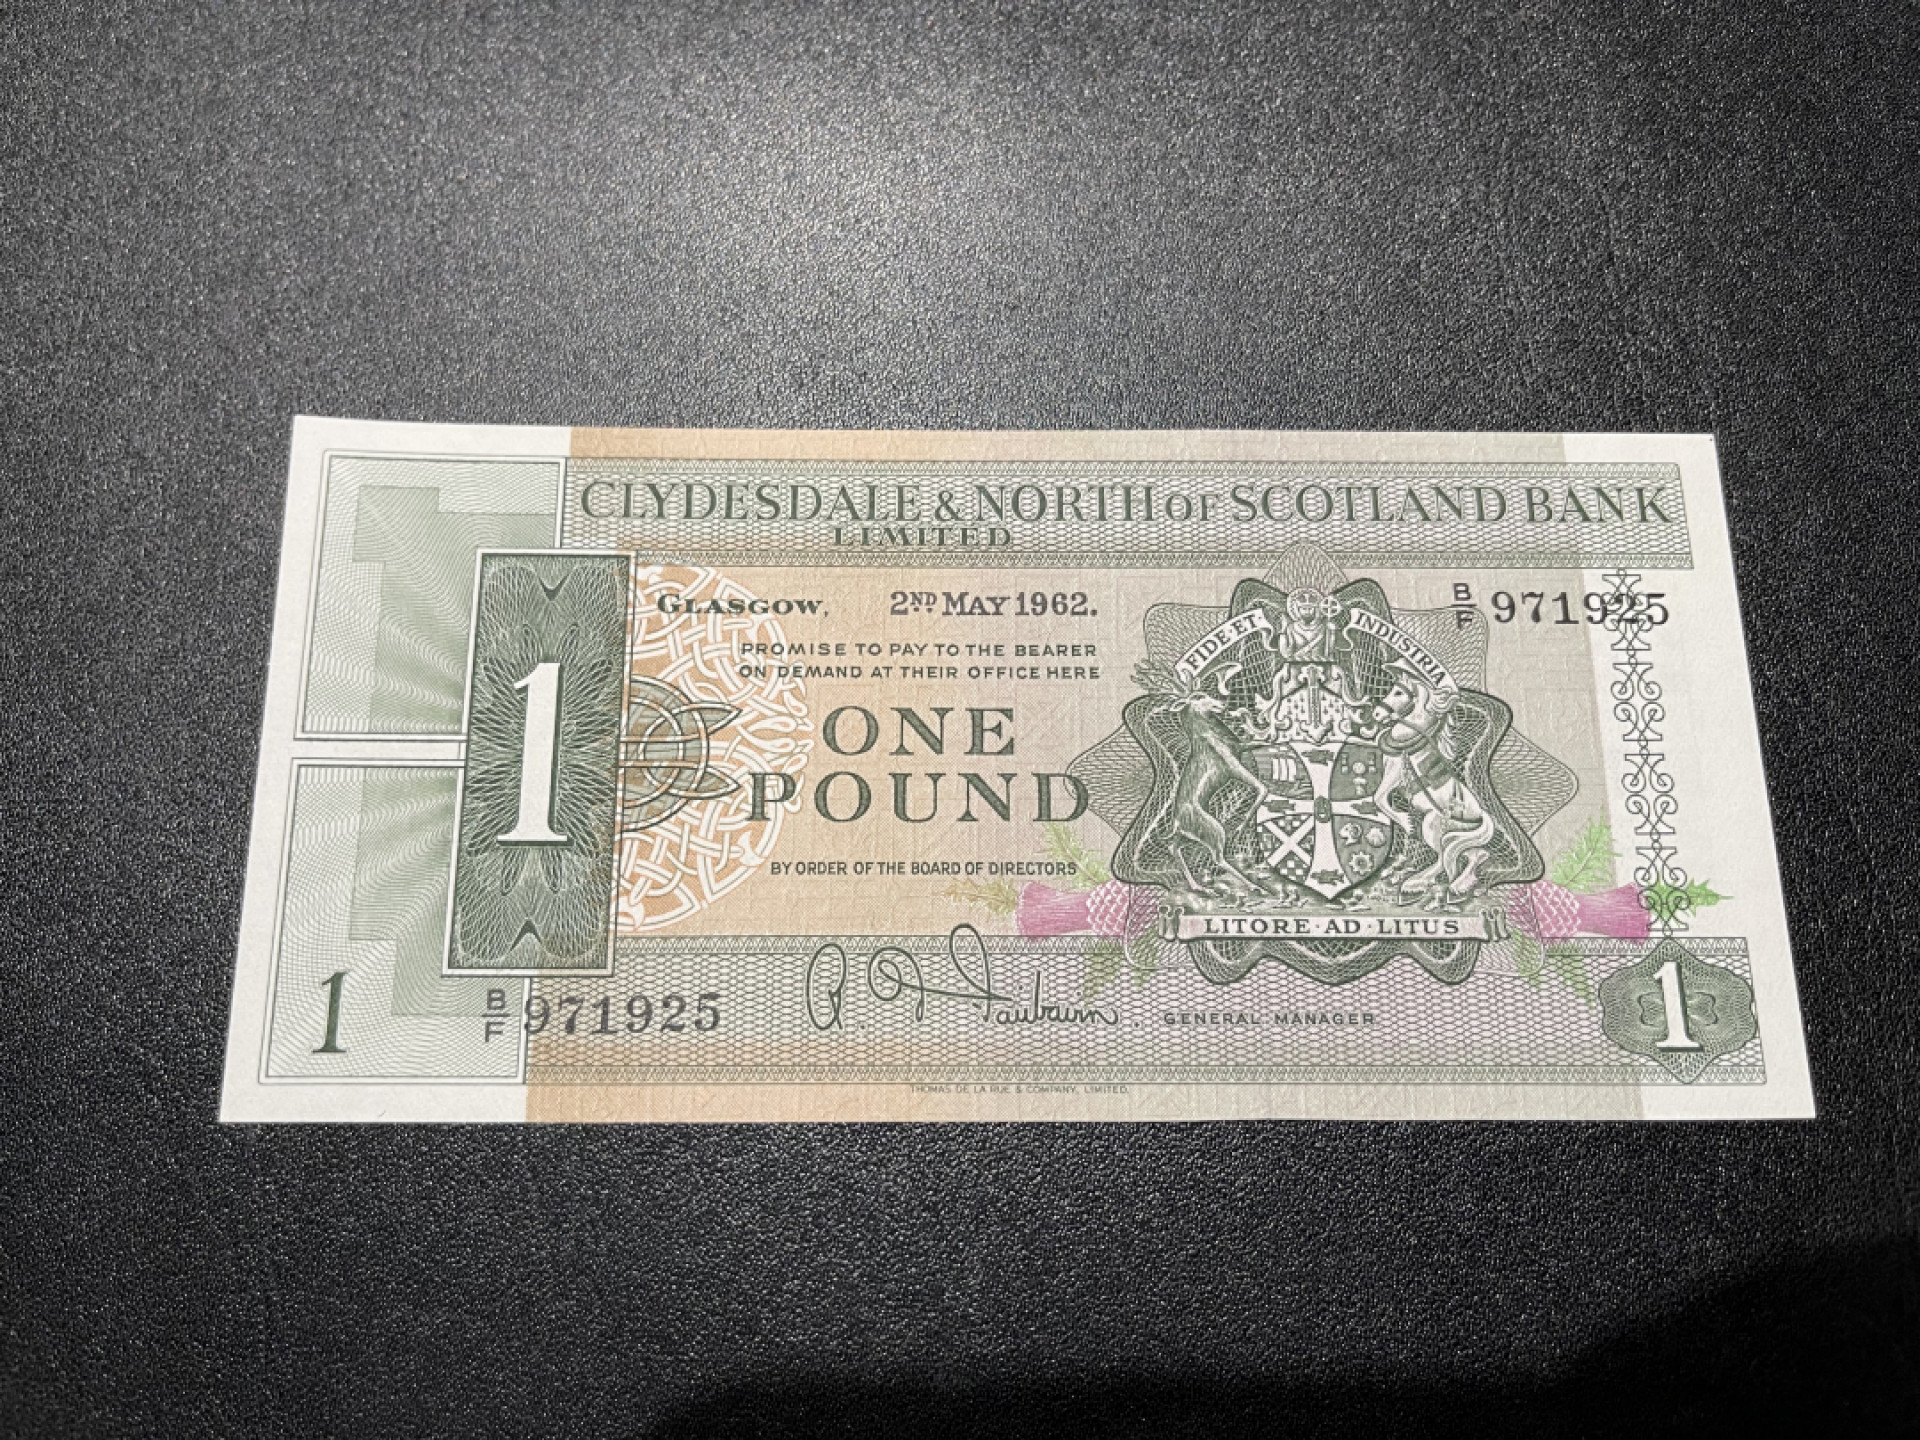 CLYDESDALE & NORTH OF SCOTLAND BANK
LIMITED
GLASGOW, 2ND MAY 1962.
B/F 971925
PROMISE TO PAY TO THE BEARER
ON DEMAND AT THEIR OFFICE HERE
FIDE·ET· INDUSTRIA
1
ONE
POUND
BY ORDER OF THE BOARD OF DIRECTORS
LITORE·AD·LITUS
1
B/F 971925
R. D. Fairbairn. GENERAL MANAGER
1
THOMAS DE LA RUE & COMPANY, LIMITED.